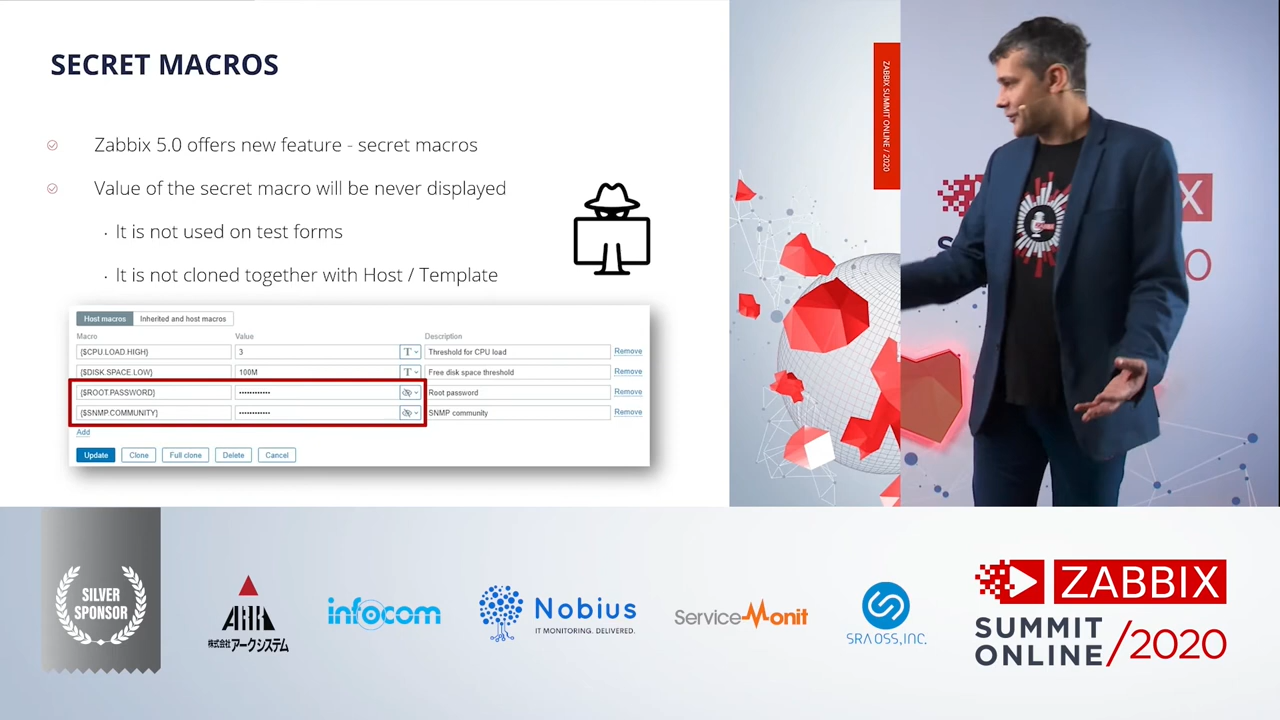 SECRET MACROS
Zabbix 5.0 offers new feature - secret macros
Value of the secret macro will be never displayed
· It is not used on test forms
· It is not cloned together with Host / Template
Host macros Inherited and host macros
Macro Value Description
{$CPU.LOAD.HIGH} 3 T Threshold for CPU load Remove
{$DISK.SPACE.LOW} 100M T Free disk space threshold Remove
{$ROOT.PASSWORD} •••••••••••• Root password Remove
{$SNMP.COMMUNITY} •••••••••••• SNMP community Remove
Add
Update Clone Full clone Delete Cancel
ZABBIX SUMMIT ONLINE / 2020
X
S
O
SILVER
SPONSOR
ARK
株式会社アークシステム
infocom
Nobius
IT MONITORING. DELIVERED.
ServiceMonit
SRA OSS, INC.
ZABBIX
SUMMIT
ONLINE /2020